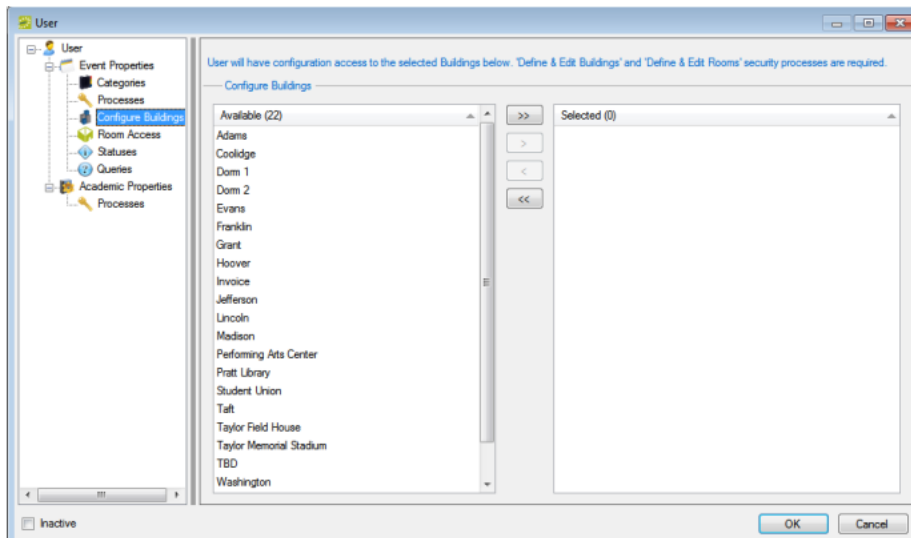 User
User
Event Properties
Categories
Processes
Configure Buildings
Room Access
Statuses
Queries
Academic Properties
Processes
User will have configuration access to the selected Buildings below. 'Define & Edit Buildings' and 'Define & Edit Rooms' security processes are required.
Configure Buildings
Available (22)
Adams
Coolidge
Dorm 1
Dorm 2
Evans
Franklin
Grant
Hoover
Invoice
Jefferson
Lincoln
Madison
Performing Arts Center
Pratt Library
Student Union
Taft
Taylor Field House
Taylor Memorial Stadium
TBD
Washington
>>
>
<
<<
Selected (0)
Inactive
OK
Cancel